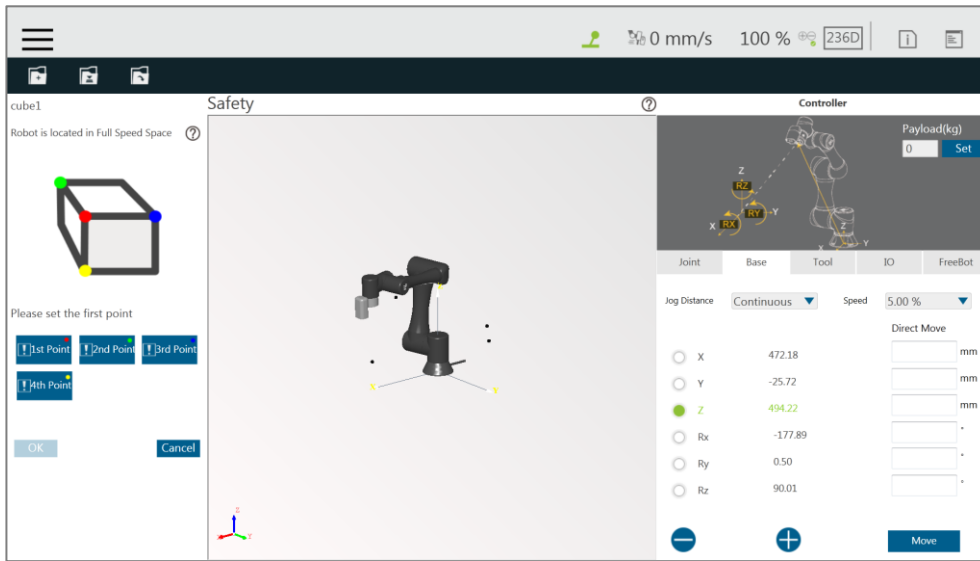 0 mm/s 100 % 236D
cube1
Safety
Controller
Robot is located in Full Speed Space
Payload(kg)
0 Set
Z
RZ
RY Y
X RX
Z
X Y
Joint Base Tool IO FreeBot
Jog Distance Continuous Speed 5.00 %
Direct Move
Please set the first point
1st Point 2nd Point 3rd Point
4th Point
X 472.18 mm
Y -25.72 mm
Z 494.22 mm
Rx -177.89 °
Ry 0.50 °
Rz 90.01 °
OK Cancel
Z
X Y
Move